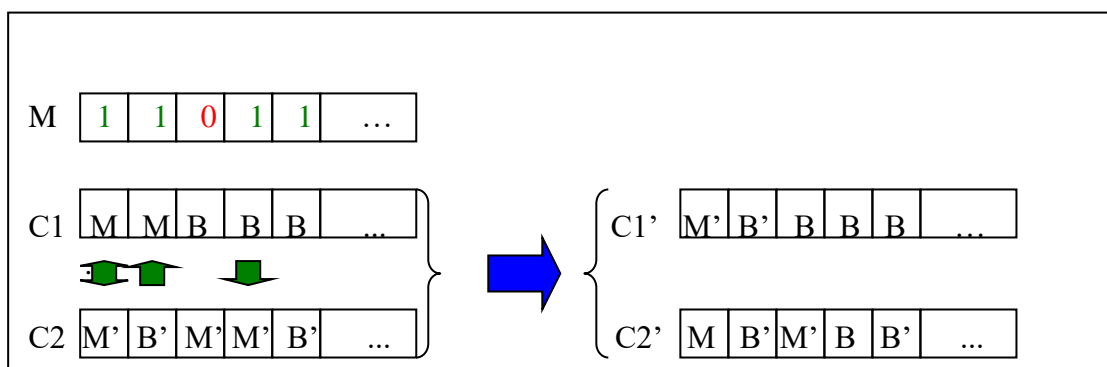 M 1 1 0 1 1 …
C1 M M B B B ... C1’ M’ B’ B B B …
C2 M’ B’ M’ M’ B’ ... C2’ M B’ M’ B B’ ...